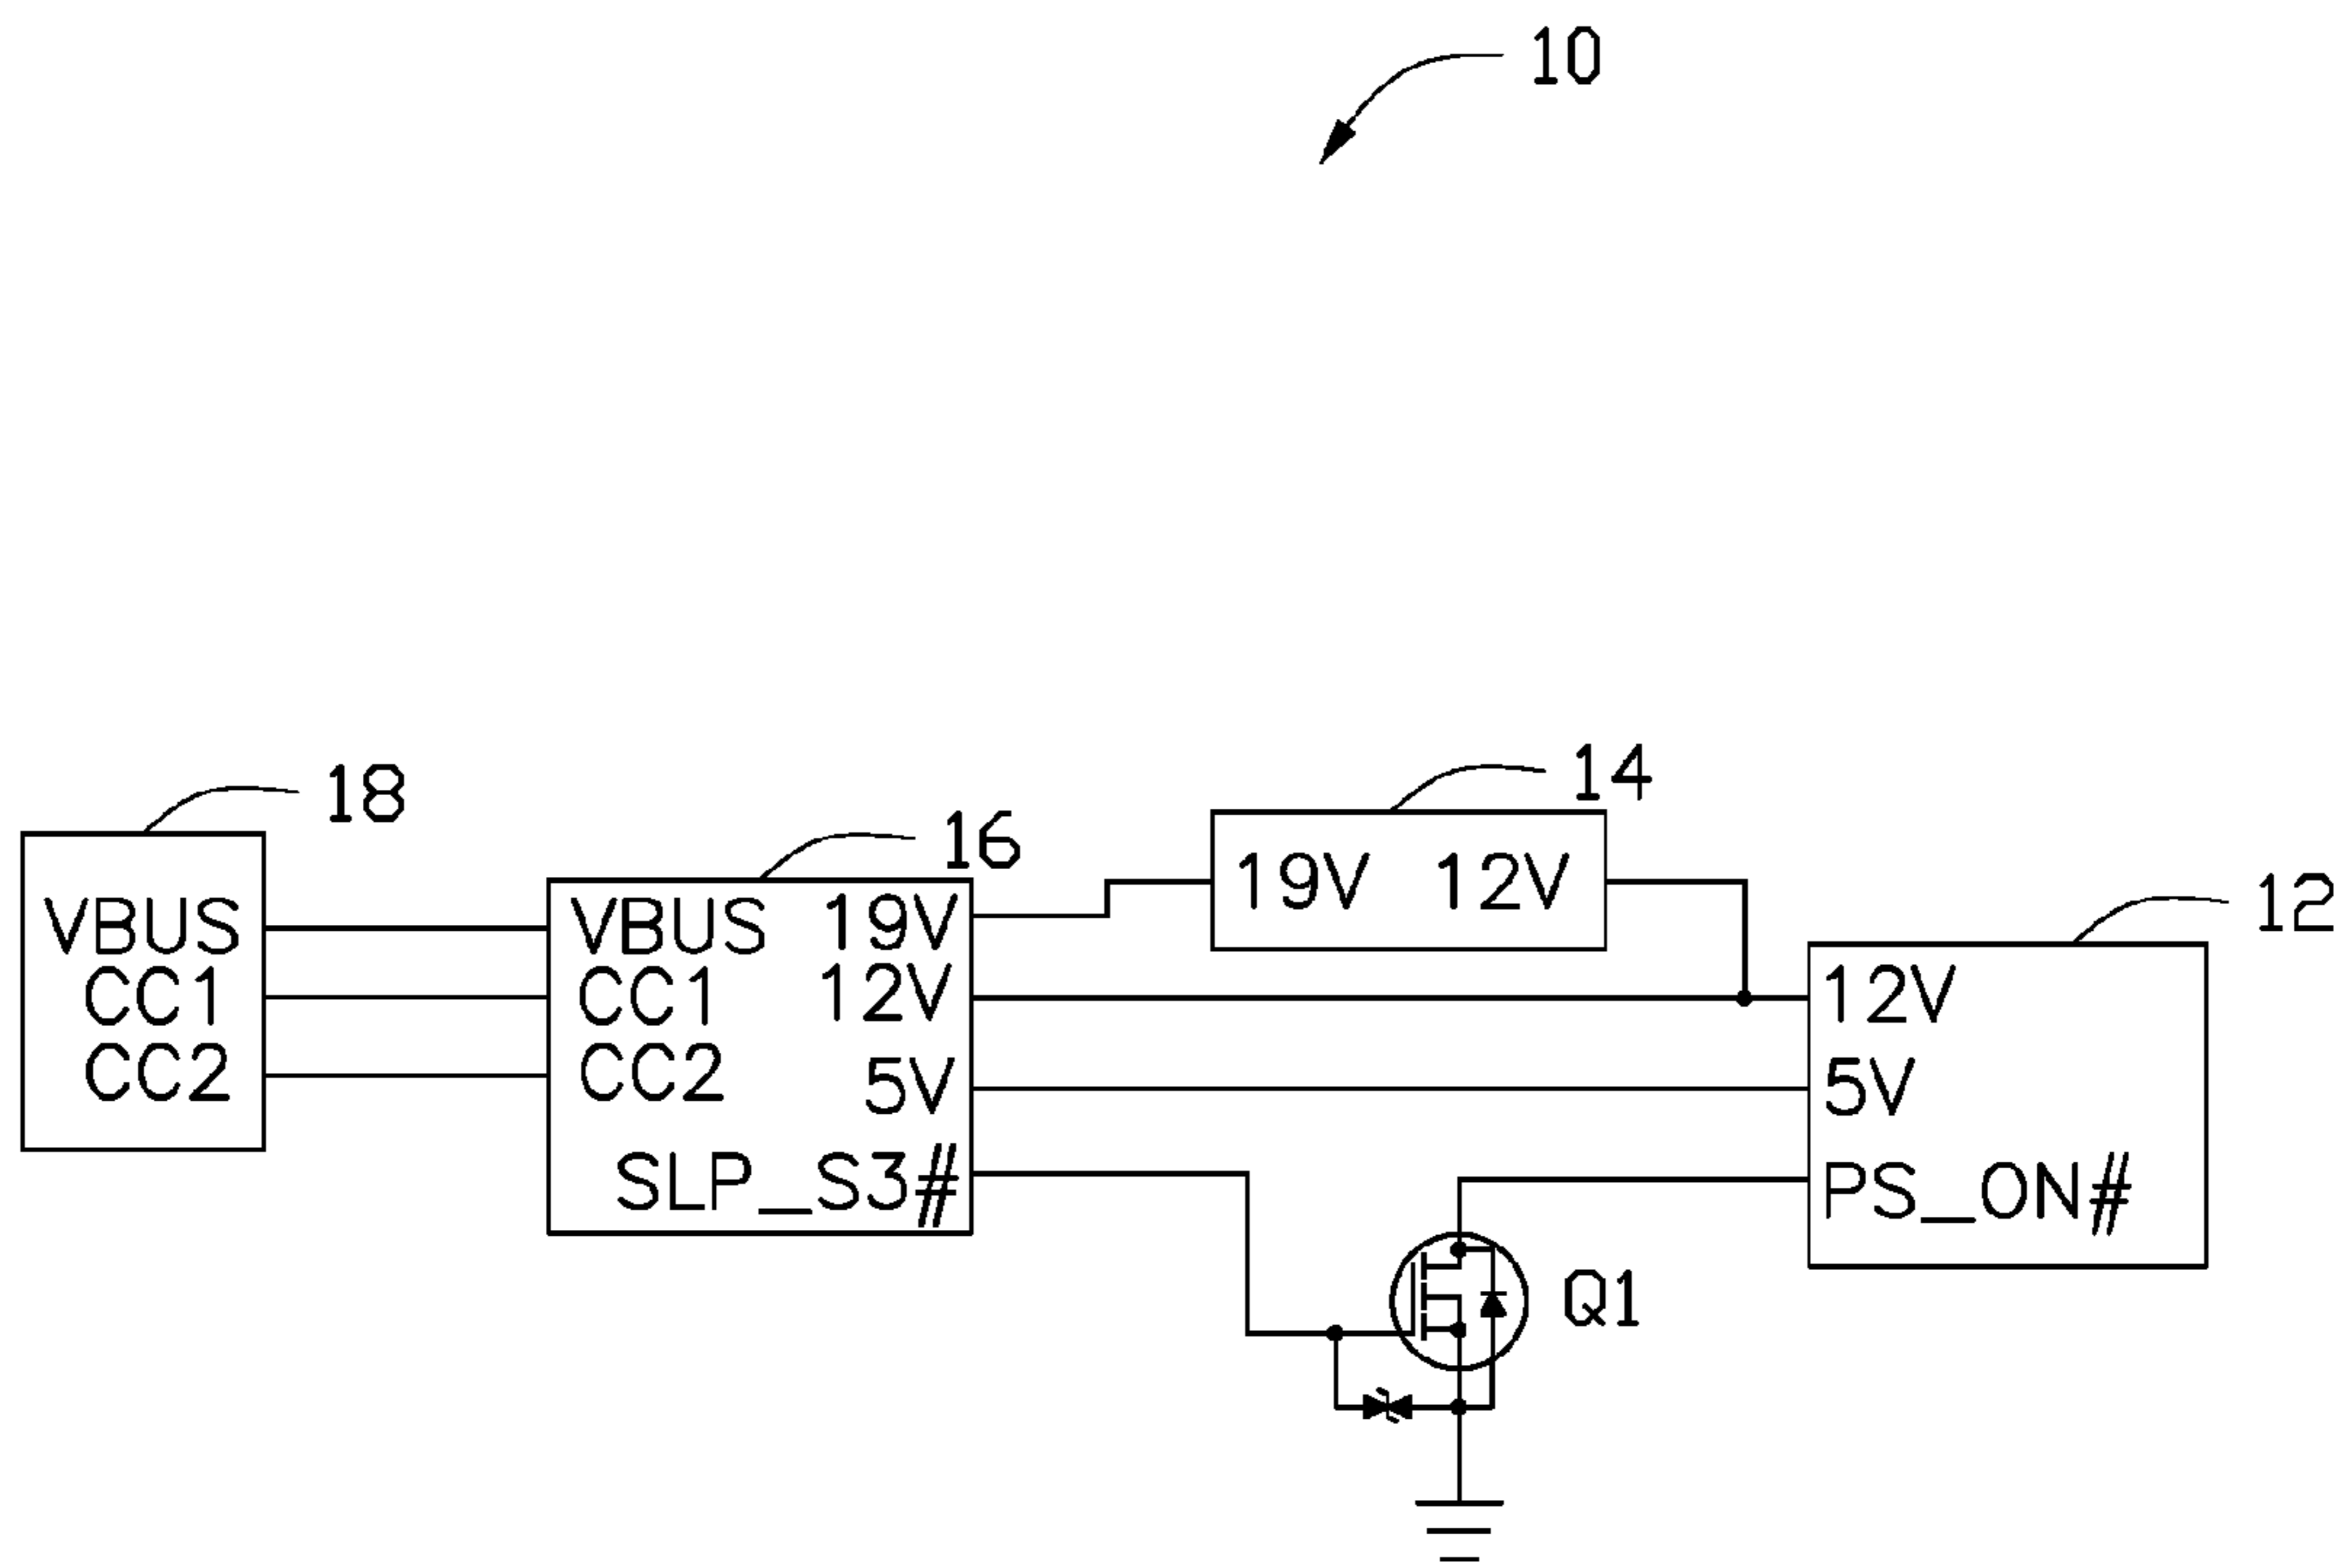 10
18
VBUS
CC1
CC2
16
VBUS 19V
CC1 12V
CC2 5V
SLP_S3#
14
19V 12V
12
12V
5V
PS_ON#
Q1